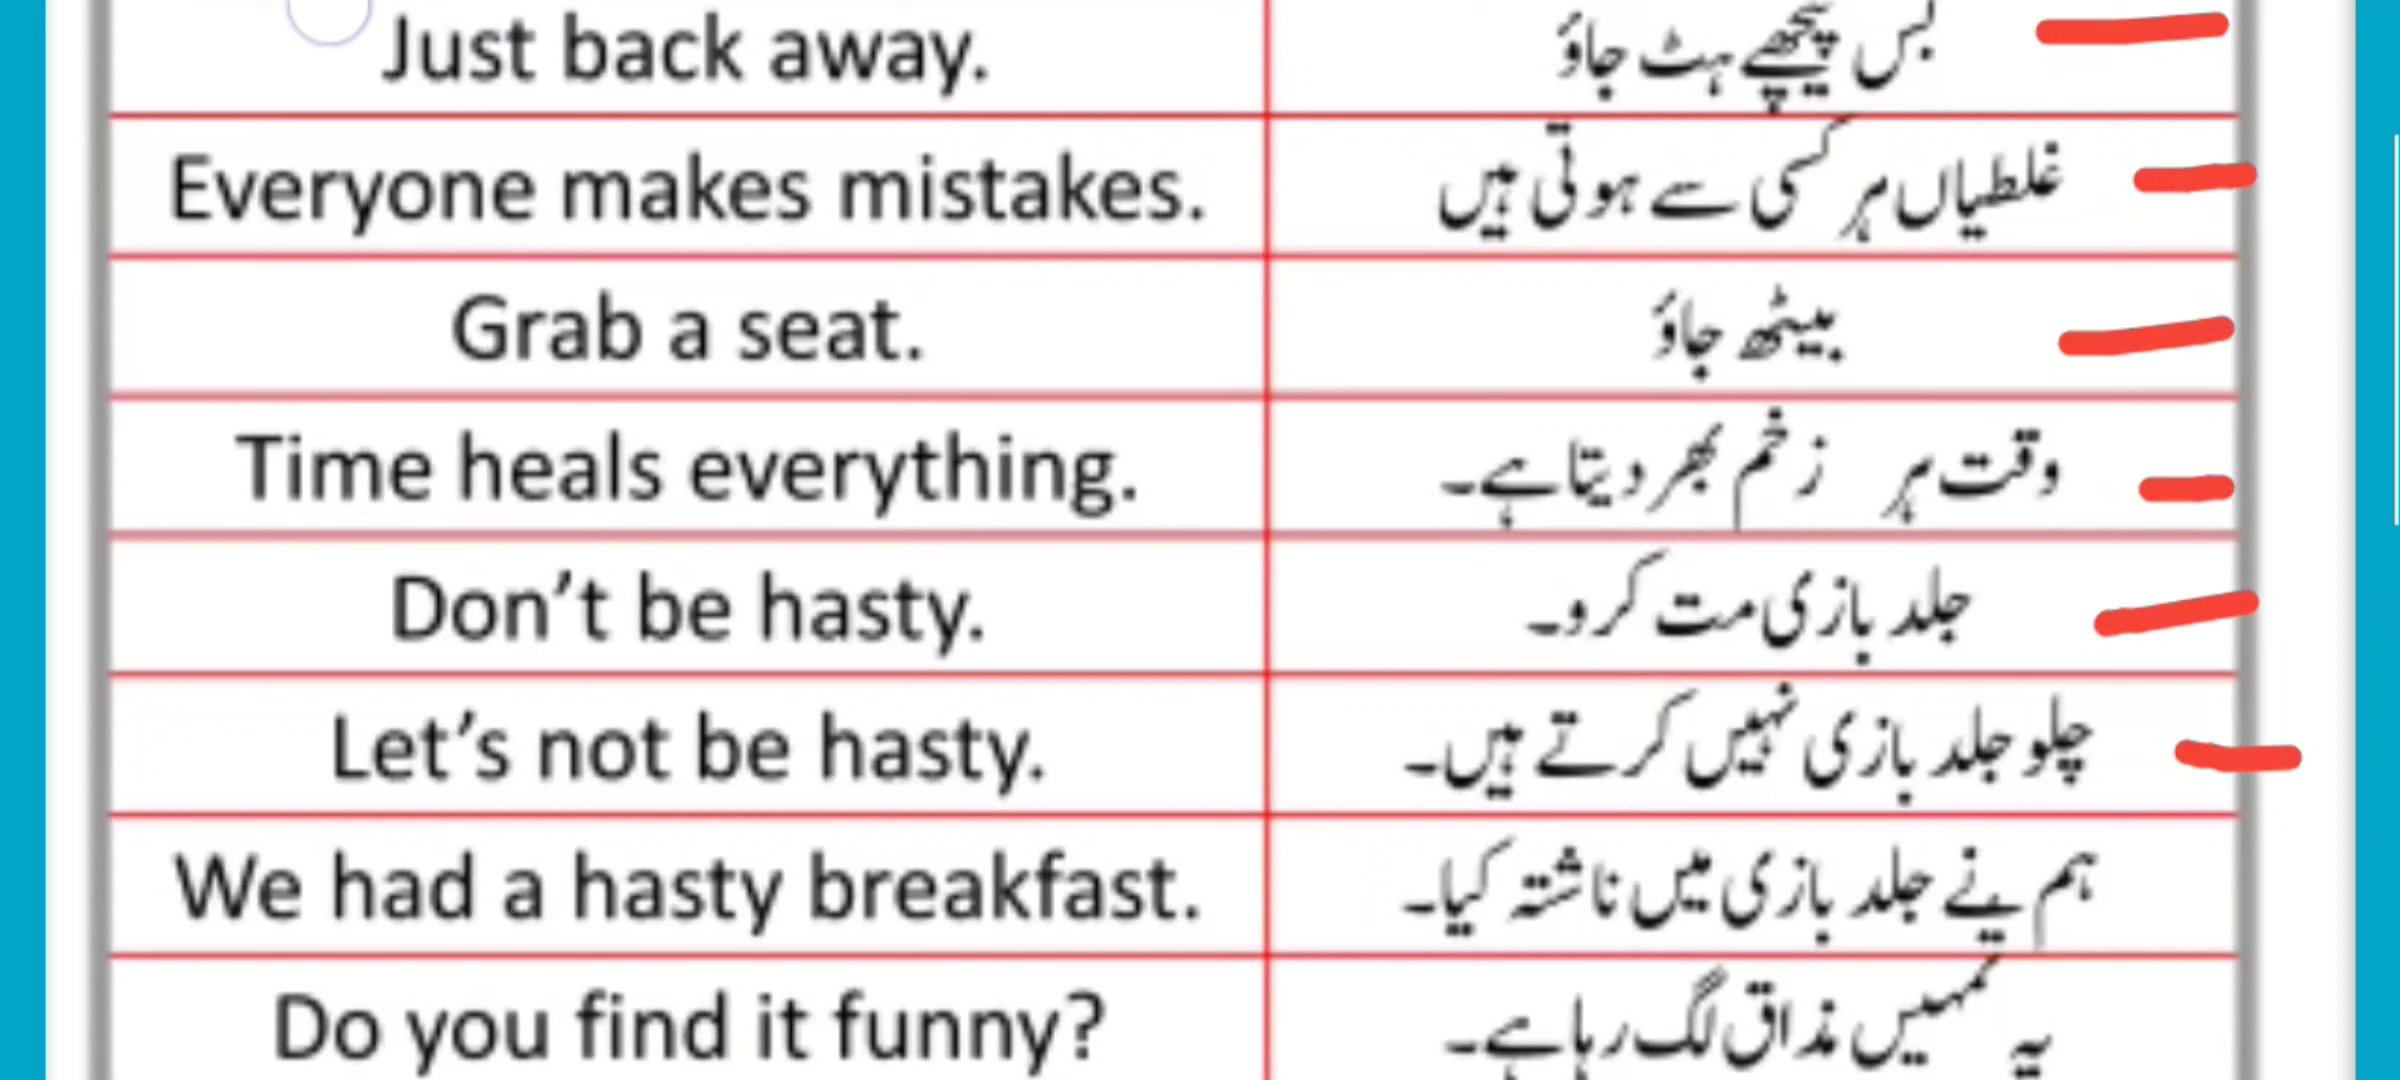 Just back away. بس پیچھے ہٹ جاؤ
Everyone makes mistakes. غلطیاں ہر کسی سے ہوتی ہیں
Grab a seat. بیٹھ جاؤ
Time heals everything. وقت ہر زخم بھر دیتا ہے۔
Don’t be hasty. جلد بازی مت کرو۔
Let’s not be hasty. چلو جلد بازی نہیں کرتے ہیں۔
We had a hasty breakfast. ہم نے جلد بازی میں ناشتہ کیا۔
Do you find it funny? یہ تمہیں مذاق لگ رہا ہے۔